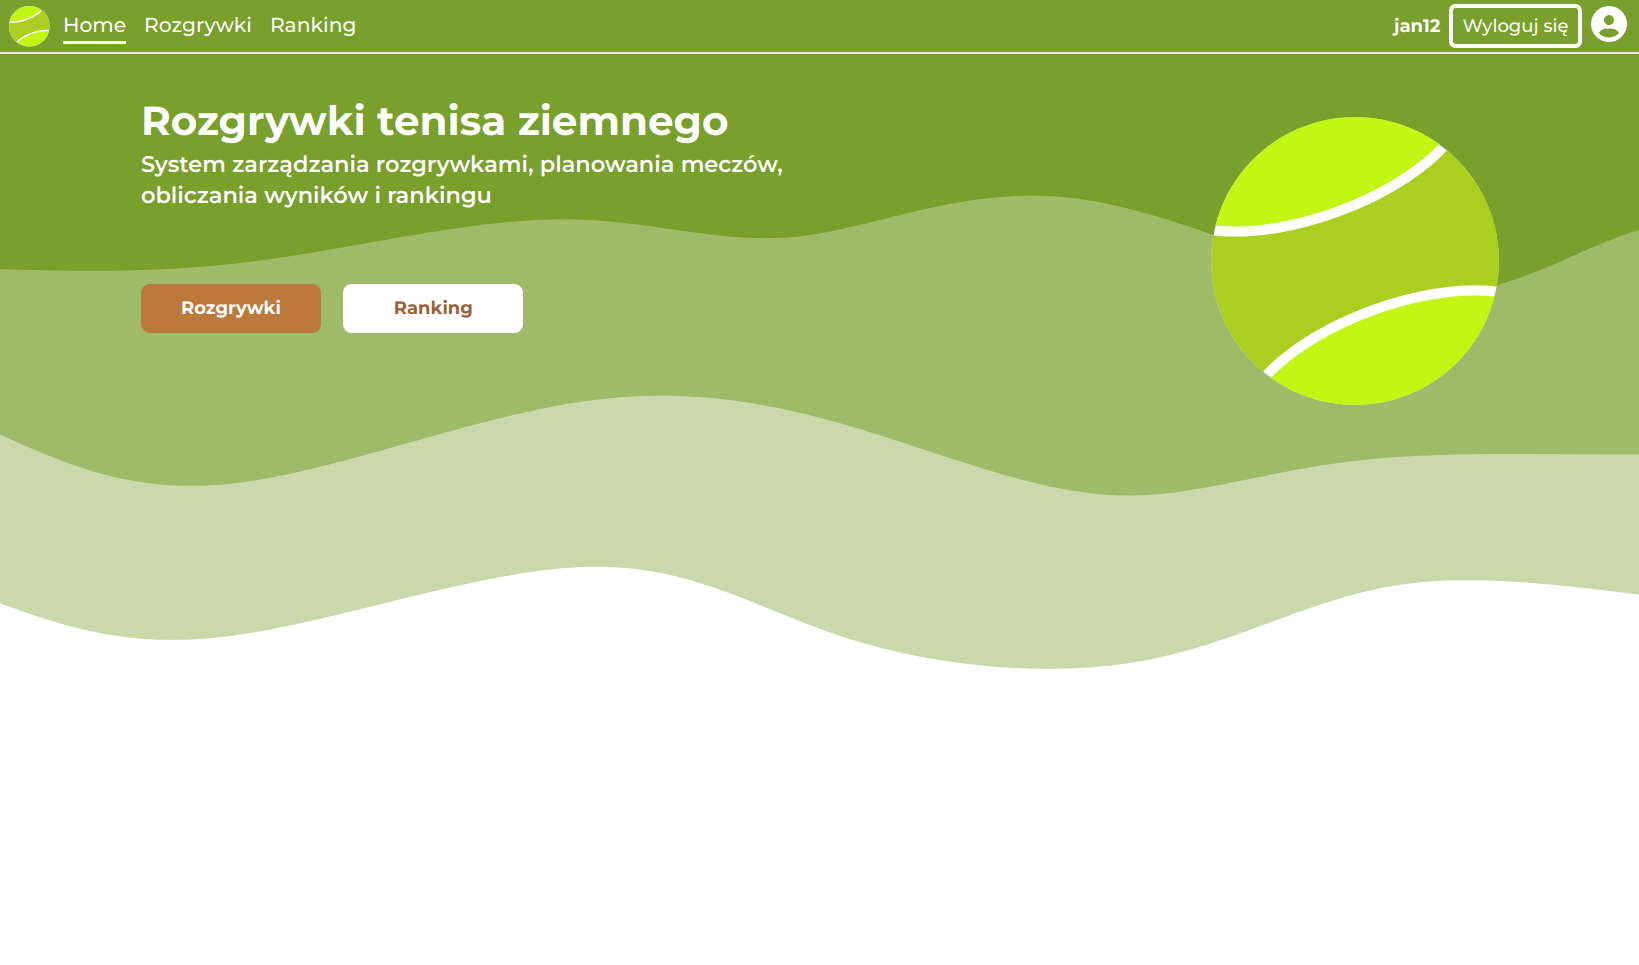 Home Rozgrywki Ranking jan12 Wyloguj się
Rozgrywki tenisa ziemnego
System zarządzania rozgrywkami, planowania meczów,
obliczania wyników i rankingu
Rozgrywki Ranking